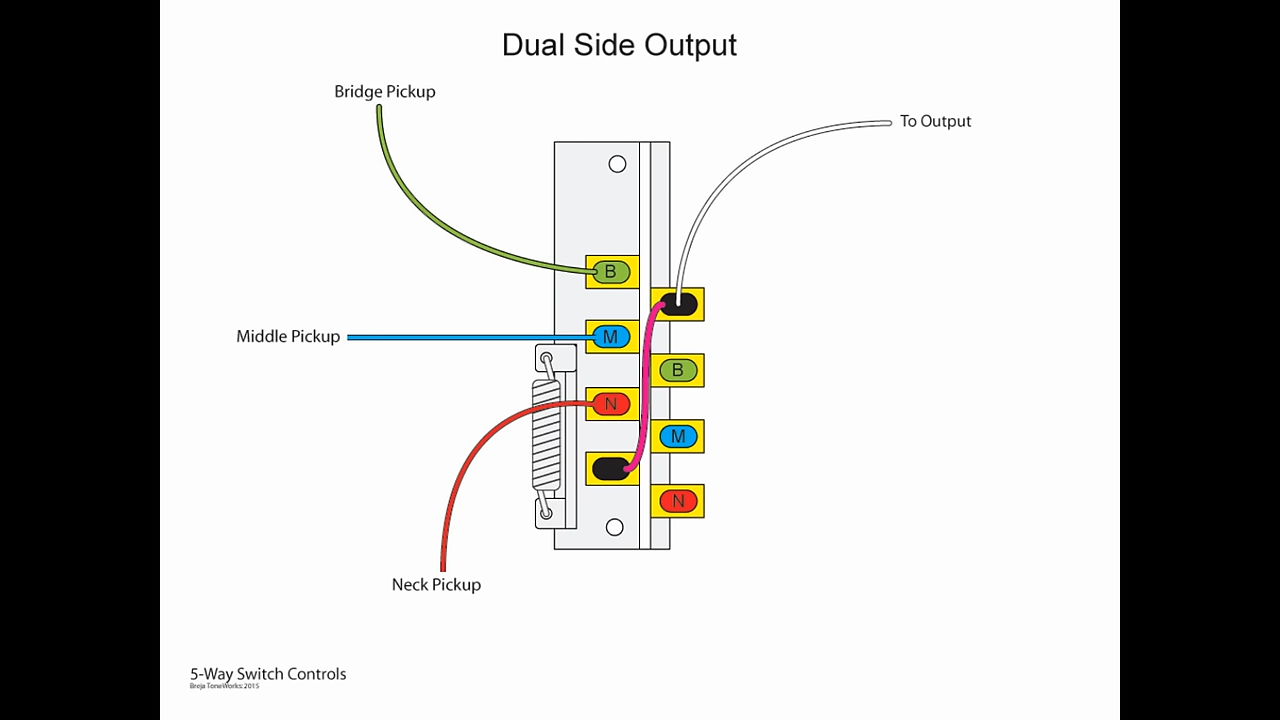 Dual Side Output
Bridge Pickup
To Output
B
M
B
Middle Pickup
N
M
N
Neck Pickup
5-Way Switch Controls
Breja ToneWorks 2015